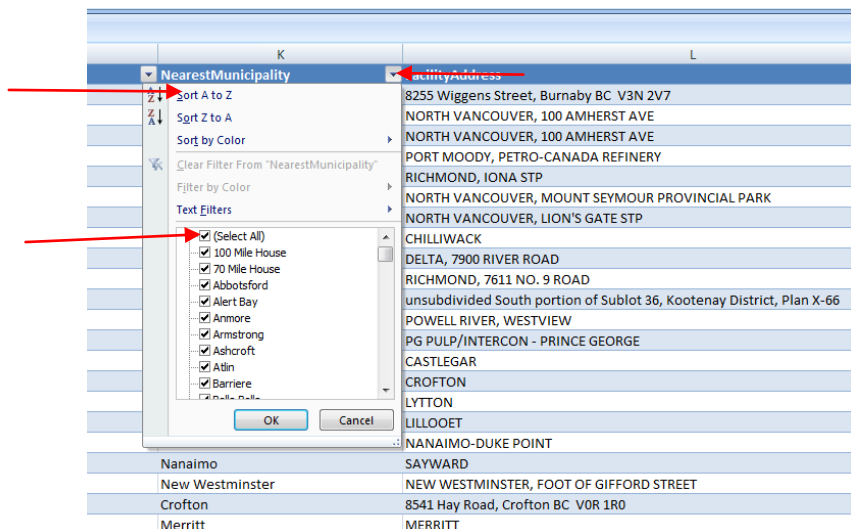 K L
NearestMunicipality FacilityAddress
Sort A to Z 8255 Wiggens Street, Burnaby BC V3N 2V7
Sort Z to A NORTH VANCOUVER, 100 AMHERST AVE
Sort by Color NORTH VANCOUVER, 100 AMHERST AVE
Clear Filter From "NearestMunicipality" PORT MOODY, PETRO-CANADA REFINERY
Filter by Color RICHMOND, IONA STP
Text Filters NORTH VANCOUVER, MOUNT SEYMOUR PROVINCIAL PARK
NORTH VANCOUVER, LION'S GATE STP
(Select All) CHILLIWACK
100 Mile House
70 Mile House DELTA, 7900 RIVER ROAD
Abbotsford RICHMOND, 7611 NO. 9 ROAD
Alert Bay unsubdivided South portion of Sublot 36, Kootenay District, Plan X-66
Anmore POWELL RIVER, WESTVIEW
Armstrong PG PULP/INTERCON - PRINCE GEORGE
Ashcroft CASTLEGAR
Atlin
Barriere CROFTON
Bella Bella LYTTON
OK Cancel LILLOOET
NANAIMO-DUKE POINT
Nanaimo SAYWARD
New Westminster NEW WESTMINSTER, FOOT OF GIFFORD STREET
Crofton 8541 Hay Road, Crofton BC V0R 1R0
Merritt MERRITT